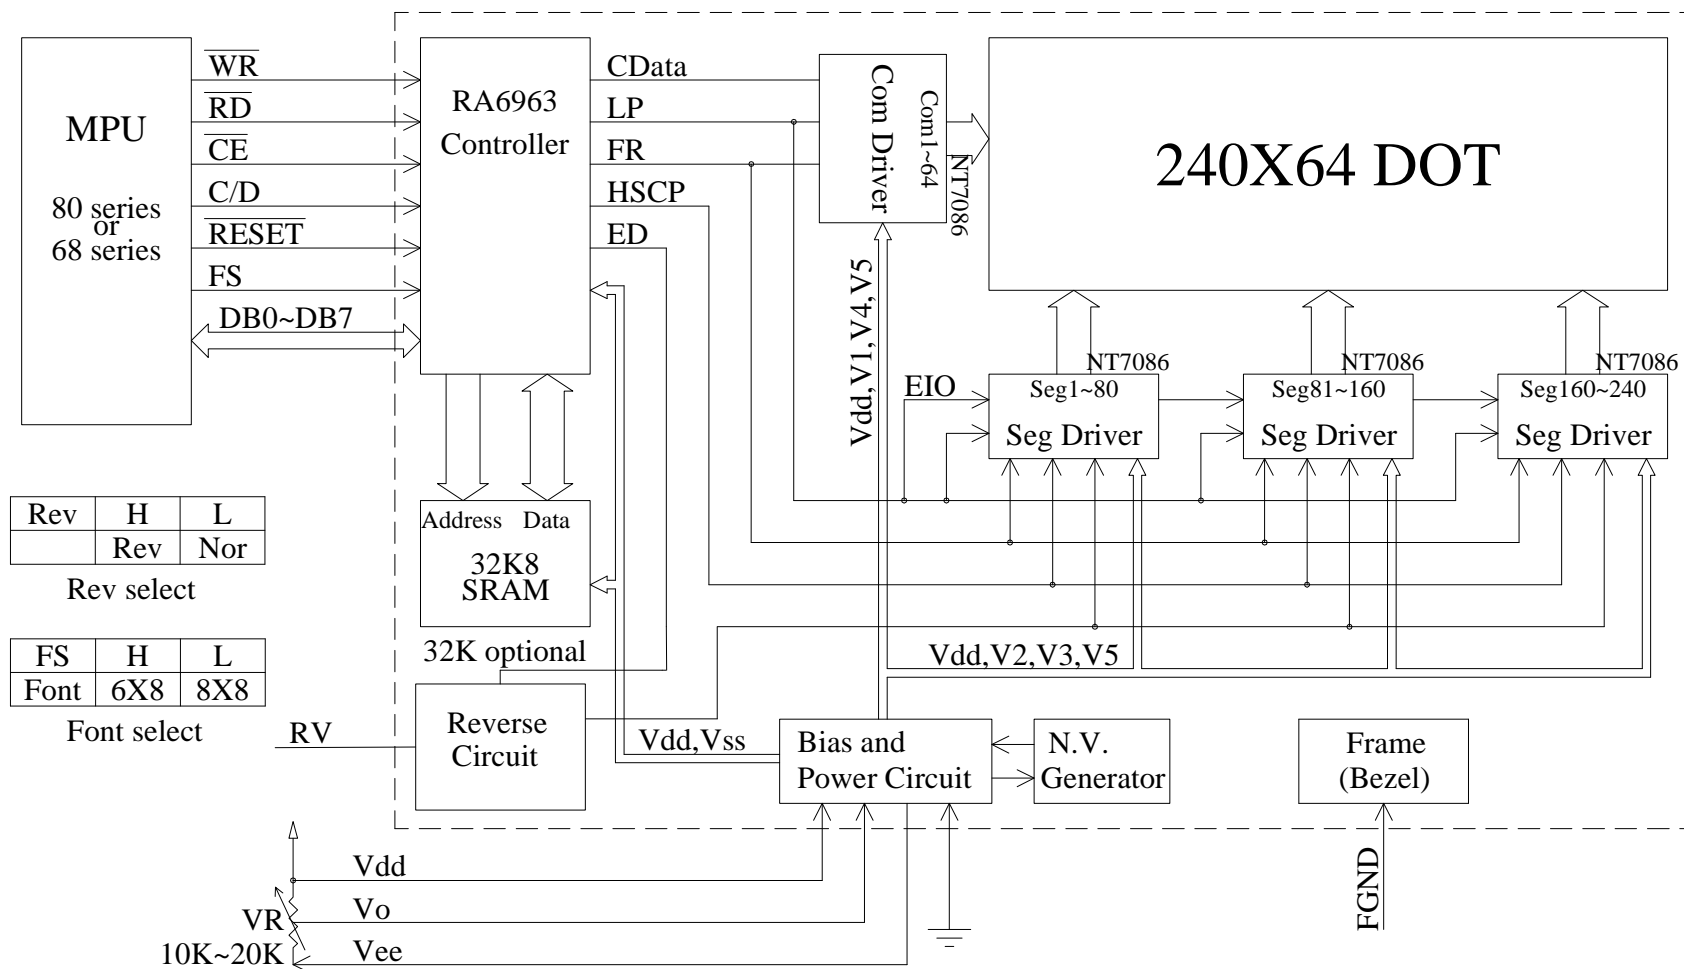 MPU
80 series
or
68 series
WR
RD
CE
C/D
RESET
FS
DB0~DB7
RA6963
Controller
CData
LP
FR
HSCP
ED
Com Driver
Com1~64
NT7086
240X64 DOT
Vdd,V1,V4,V5
EIO
NT7086
Seg1~80
Seg Driver
NT7086
Seg81~160
Seg Driver
NT7086
Seg160~240
Seg Driver
Address Data
32K8
SRAM
32K optional
Rev H L
Rev Nor
Rev select
FS H L
Font 6X8 8X8
Font select
RV
Reverse
Circuit
Vdd,V2,V3,V5
Vdd,Vss
Bias and
Power Circuit
N.V.
Generator
Frame
(Bezel)
FGND
Vdd
VR
Vo
10K~20K
Vee